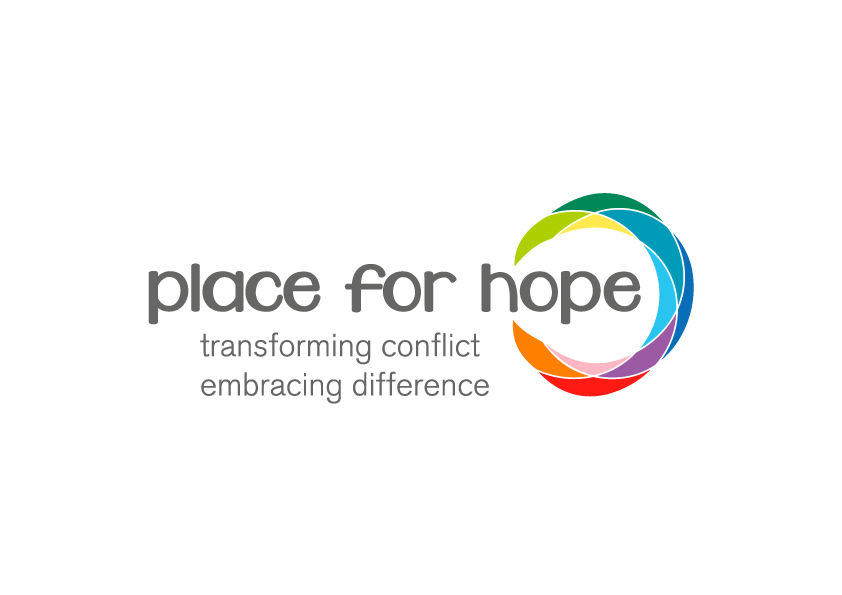 place for hope
transforming conflict
embracing difference